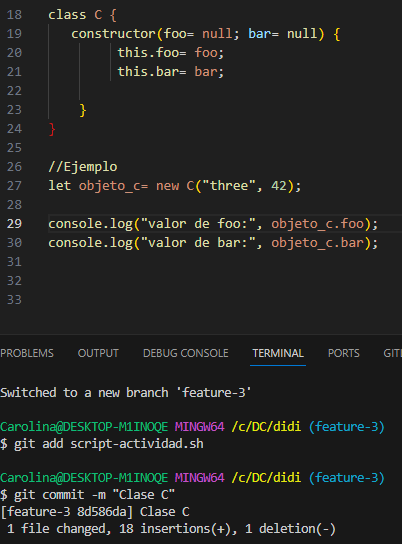 18 class C {
19 constructor(foo= null; bar= null) {
20 this.foo= foo;
21 this.bar= bar;
22
23 }
24 }
25
26 //Ejemplo
27 let objeto_c= new C("three", 42);
28
29 console.log("valor de foo:", objeto_c.foo);
30 console.log("valor de bar:", objeto_c.bar);
31
32
33
PROBLEMS OUTPUT DEBUG CONSOLE TERMINAL PORTS GITL
Switched to a new branch 'feature-3'
Carolina@DESKTOP-M1INOQE MINGW64 /c/DC/didi (feature-3)
$ git add script-actividad.sh
Carolina@DESKTOP-M1INOQE MINGW64 /c/DC/didi (feature-3)
$ git commit -m "Clase C"
[feature-3 8d586da] Clase C
1 file changed, 18 insertions(+), 1 deletion(-)